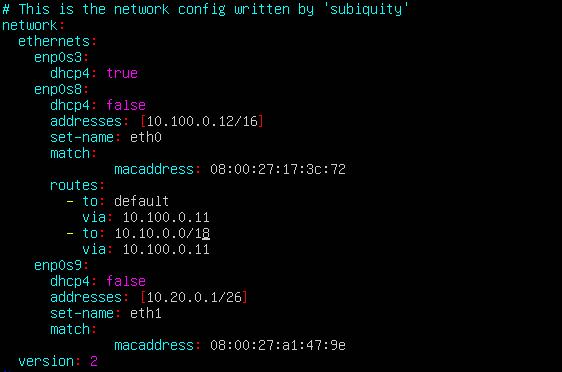 # This is the network config written by 'subiquity'
network:
  ethernets:
    enp0s3:
      dhcp4: true
    enp0s8:
      dhcp4: false
      addresses: [10.100.0.12/16]
      set-name: eth0
      match:
              macaddress: 08:00:27:17:3c:72
      routes:
        - to: default
          via: 10.100.0.11
        - to: 10.10.0.0/18
          via: 10.100.0.11
    enp0s9:
      dhcp4: false
      addresses: [10.20.0.1/26]
      set-name: eth1
      match:
              macaddress: 08:00:27:a1:47:9e
  version: 2